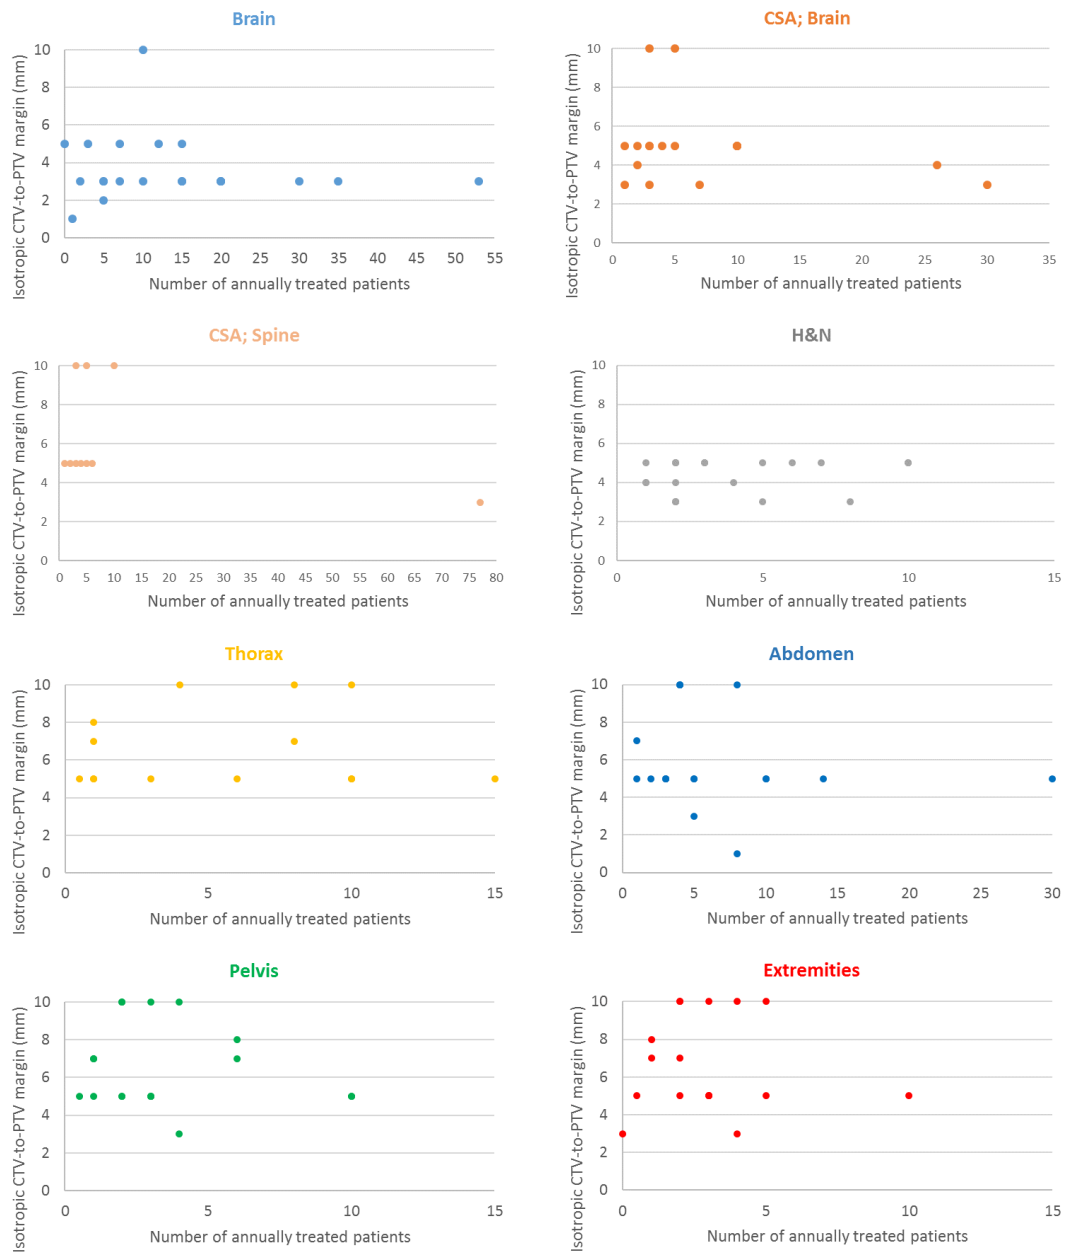 Brain
Isotropic CTV-to-PTV margin (mm)
10
8
6
4
2
0
0 5 10 15 20 25 30 35 40 45 50 55
Number of annually treated patients
CSA; Brain
Isotropic CTV-to-PTV margin (mm)
10
8
6
4
2
0
0 5 10 15 20 25 30 35
Number of annually treated patients
CSA; Spine
Isotropic CTV-to-PTV margin (mm)
10
8
6
4
2
0
0 5 10 15 20 25 30 35 40 45 50 55 60 65 70 75 80
Number of annually treated patients
H&N
Isotropic CTV-to-PTV margin (mm)
10
8
6
4
2
0
0 5 10 15
Number of annually treated patients
Thorax
Isotropic CTV-to-PTV margin (mm)
10
8
6
4
2
0
0 5 10 15
Number of annually treated patients
Abdomen
Isotropic CTV-to-PTV margin (mm)
10
8
6
4
2
0
0 5 10 15 20 25 30
Number of annually treated patients
Pelvis
Isotropic CTV-to-PTV margin (mm)
10
8
6
4
2
0
0 5 10 15
Number of annually treated patients
Extremities
Isotropic CTV-to-PTV margin (mm)
10
8
6
4
2
0
0 5 10 15
Number of annually treated patients